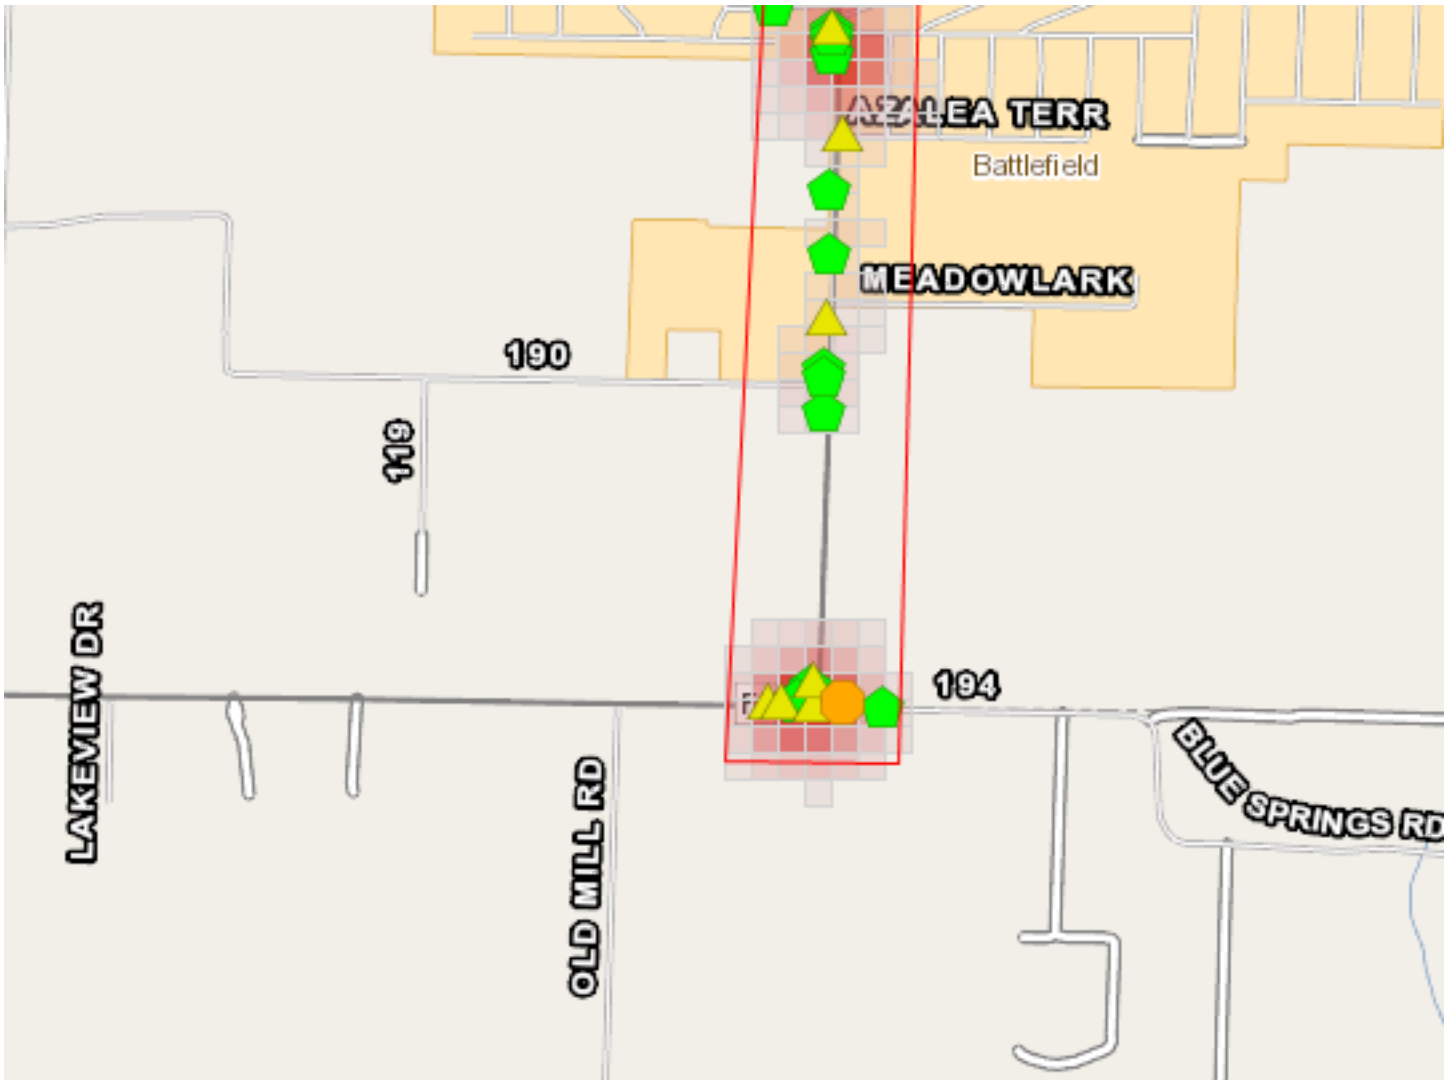 AZALEA TERR
Battlefield
MEADOWLARK
190
119
LAKEVIEW DR
194
BLUE SPRINGS RD
OLD MILL RD